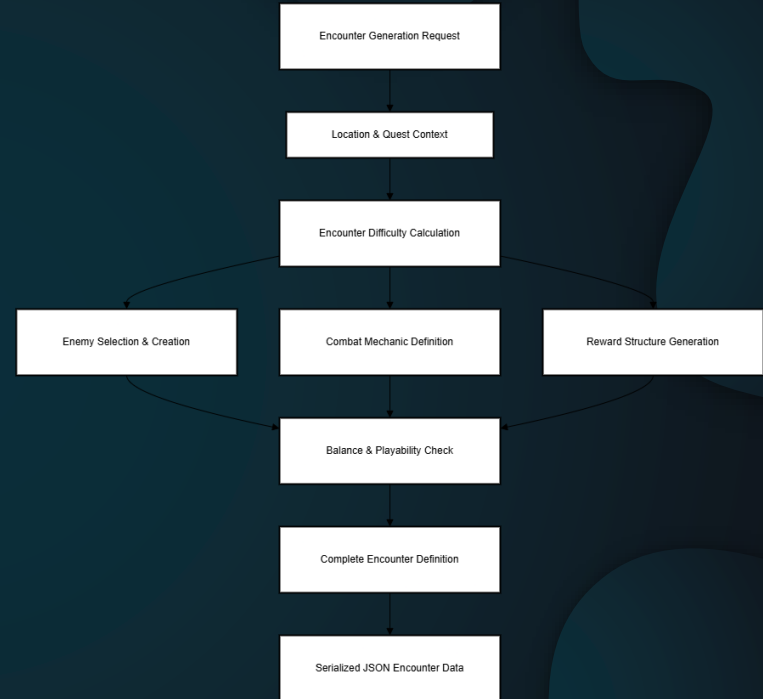 Encounter Generation Request
Location & Quest Context
Encounter Difficulty Calculation
Enemy Selection & Creation
Combat Mechanic Definition
Reward Structure Generation
Balance & Playability Check
Complete Encounter Definition
Serialized JSON Encounter Data